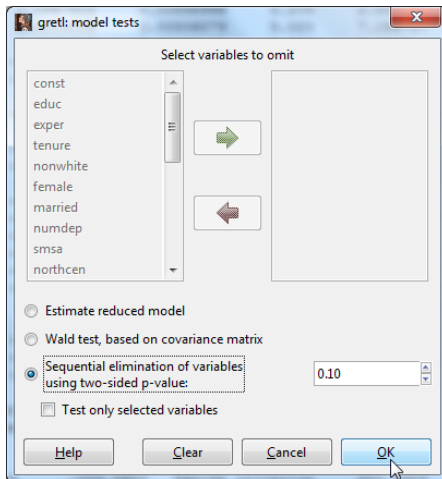 gretl: model tests
Select variables to omit
const
educ
exper
tenure
nonwhite
female
married
numdep
smsa
northcen
Estimate reduced model
Wald test, based on covariance matrix
Sequential elimination of variables
using two-sided p-value:
0.10
Test only selected variables
Help
Clear
Cancel
OK